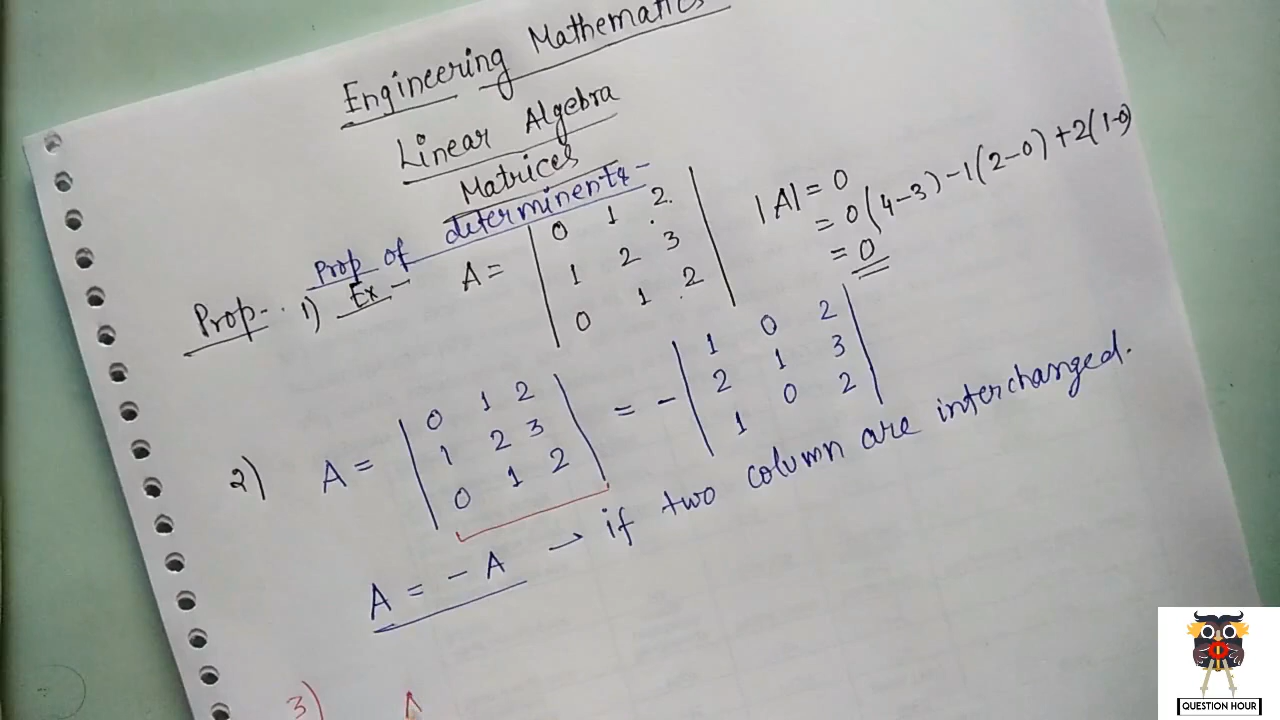 Engineering Mathematics
Linear Algebra
Matrices
Prop of determinents -
Prop - 1) Ex - A = | 0 1 2 |
| 1 2 3 |
| 0 1 2 |
|A| = 0
= 0(4-3) -1(2-0) + 2(1-0)
= 0
2) A = | 0 1 2 | = - | 1 0 2 |
| 1 2 3 | | 2 1 3 |
| 0 1 2 | | 1 0 2 |
A = - A → if two column are interchanged.
3)
QUESTION HOUR